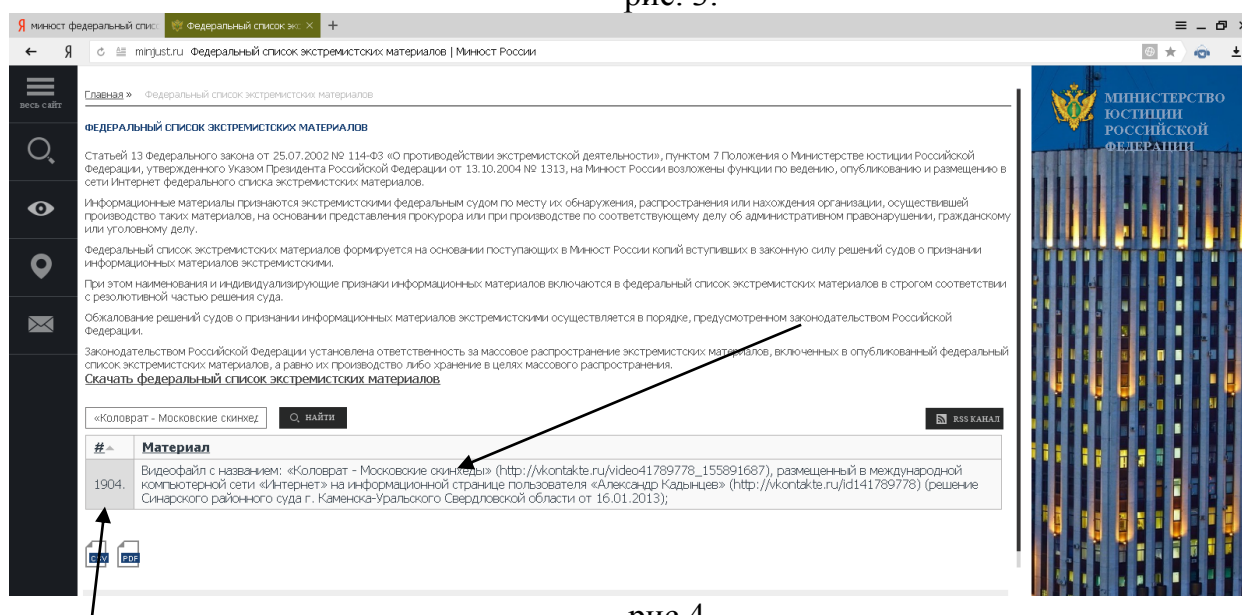 рис. 3.
Я минюст федеральный спис
Федеральный список экс
minjust.ru Федеральный список экстремистских материалов | Минюст России
весь сайт
Главная » Федеральный список экстремистских материалов
МИНИСТЕРСТВО
ЮСТИЦИИ
РОССИЙСКОЙ
ФЕДЕРАЦИИ
ФЕДЕРАЛЬНЫЙ СПИСОК ЭКСТРЕМИСТСКИХ МАТЕРИАЛОВ
Статьей 13 Федерального закона от 25.07.2002 № 114-ФЗ «О противодействии экстремистской деятельности», пунктом 7 Положения о Министерстве юстиции Российской
Федерации, утвержденного Указом Президента Российской Федерации от 13.10.2004 № 1313, на Минюст России возложены функции по ведению, опубликованию и размещению в
сети Интернет федерального списка экстремистских материалов.
Информационные материалы признаются экстремистскими федеральным судом по месту их обнаружения, распространения или нахождения организации, осуществившей
производство таких материалов, на основании представления прокурора или при производстве по соответствующему делу об административном правонарушении, гражданскому
или уголовному делу.
Федеральный список экстремистских материалов формируется на основании поступающих в Минюст России копий вступивших в законную силу решений судов о признании
информационных материалов экстремистскими.
При этом наименования и индивидуализирующие признаки информационных материалов включаются в федеральный список экстремистских материалов в строгом соответствии
с резолютивной частью решения суда.
Обжалование решений судов о признании информационных материалов экстремистскими осуществляется в порядке, предусмотренном законодательством Российской
Федерации.
Законодательством Российской Федерации установлена ответственность за массовое распространение экстремистских материалов, включенных в опубликованный федеральный
список экстремистских материалов, а равно их производство либо хранение в целях массового распространения.
Скачать федеральный список экстремистских материалов
«Коловрат - Московские скинхед
НАЙТИ
RSS КАНАЛ
# Материал
1904. Видеофайл с названием: «Коловрат - Московские скинхеды» (http://vkontakte.ru/video41789778_155891687), размещенный в международной
компьютерной сети «Интернет» на информационной странице пользователя «Александр Кадынцев» (http://vkontakte.ru/id141789778) (решение
Синарского районного суда г. Каменска-Уральского Свердловской области от 16.01.2013);
CSV PDF
рис 4